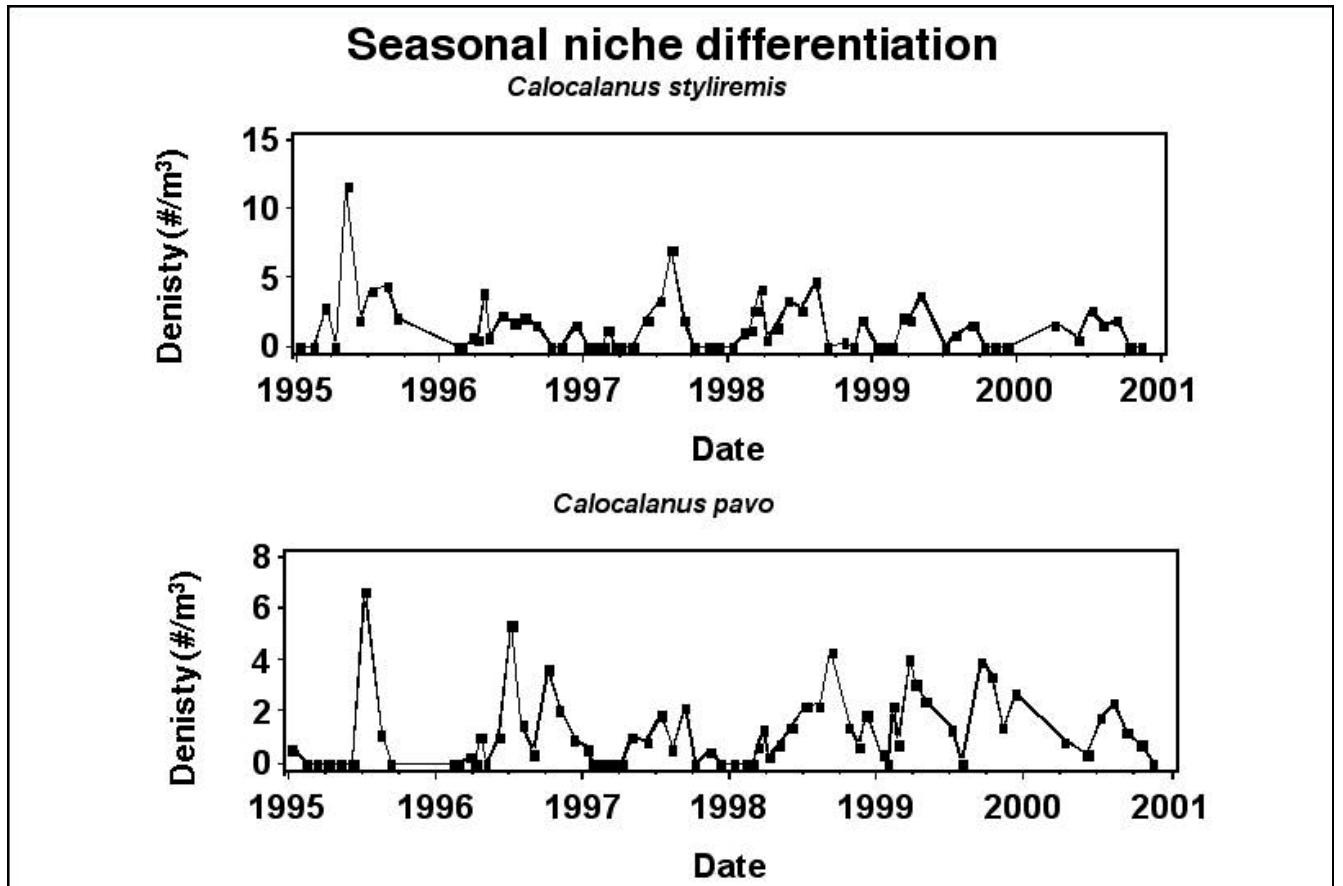 Seasonal niche differentiation
Calocalanus styliremis
Denisty (#/m³)
15
10
5
0
1995 1996 1997 1998 1999 2000 2001
Date
Calocalanus pavo
Denisty (#/m³)
8
6
4
2
0
1995 1996 1997 1998 1999 2000 2001
Date